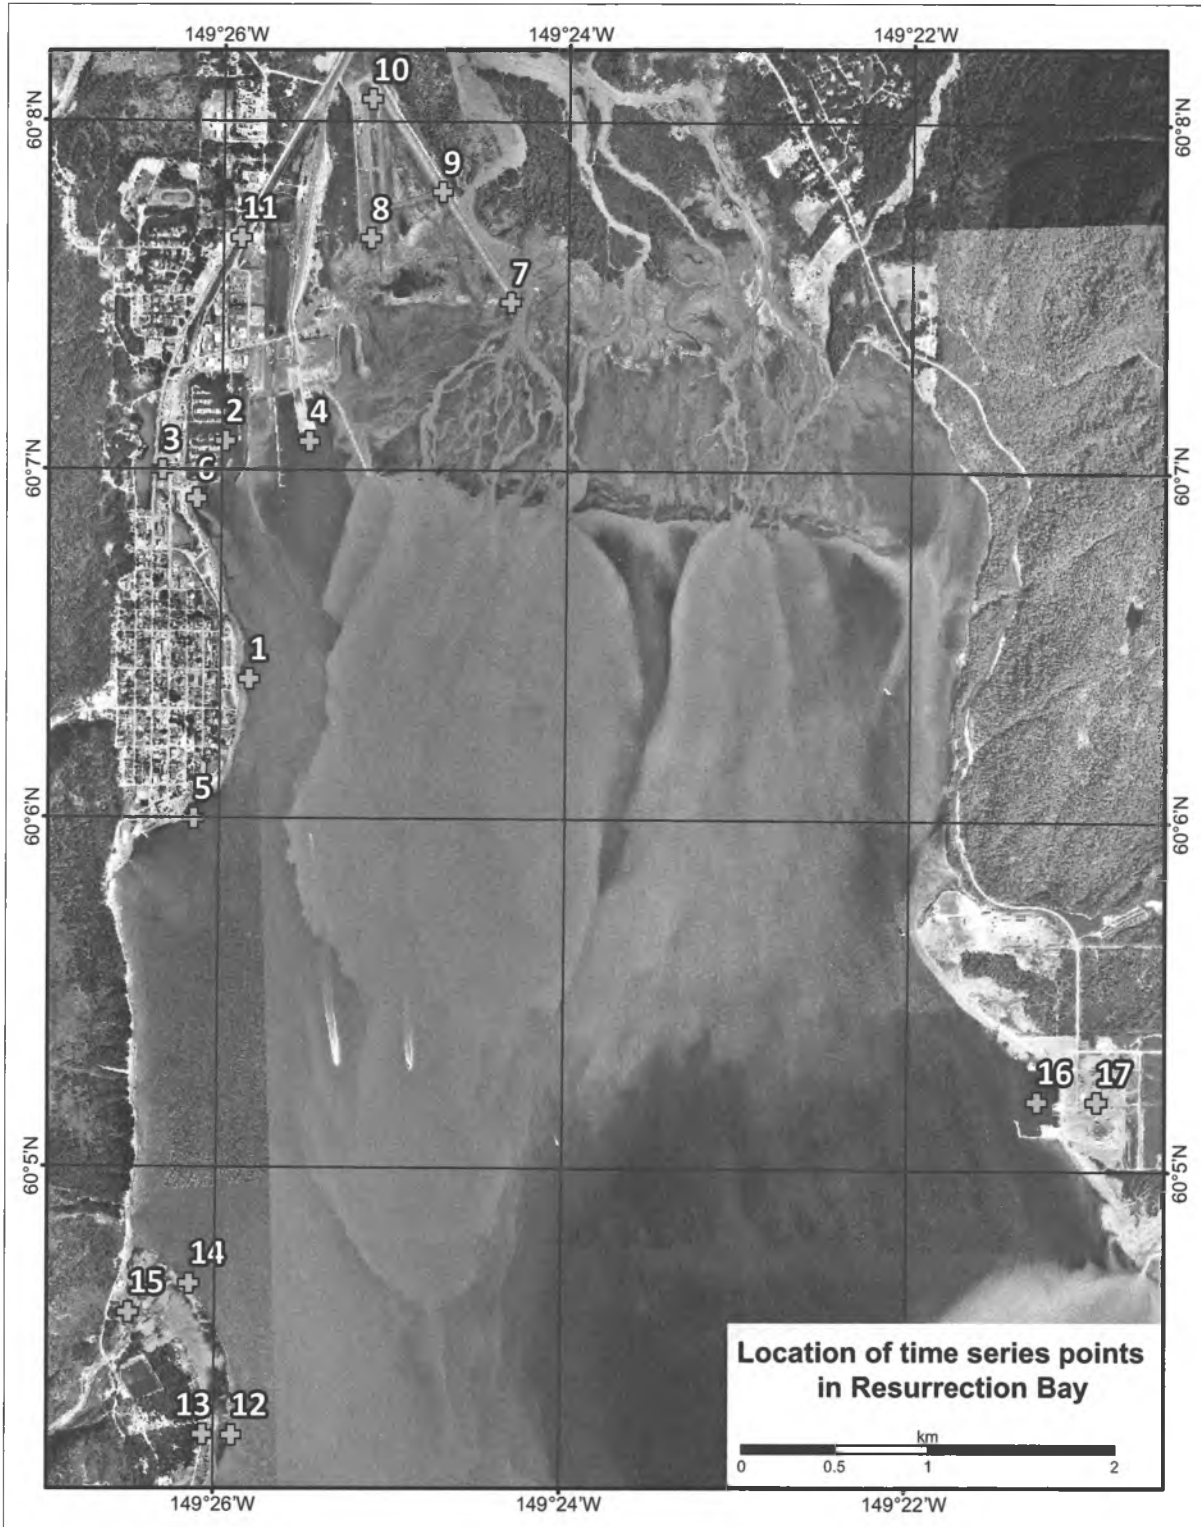 149°26'W 149°24'W 149°22'W
10
60°8'N 60°8'N
9
11 8
7
2 4
3
6
60°7'N 60°7'N
1
5
60°6'N 60°6'N
16 17
60°5'N 60°5'N
14
15
Location of time series points
in Resurrection Bay
13 12
km
0 0.5 1 2
149°26'W 149°24'W 149°22'W